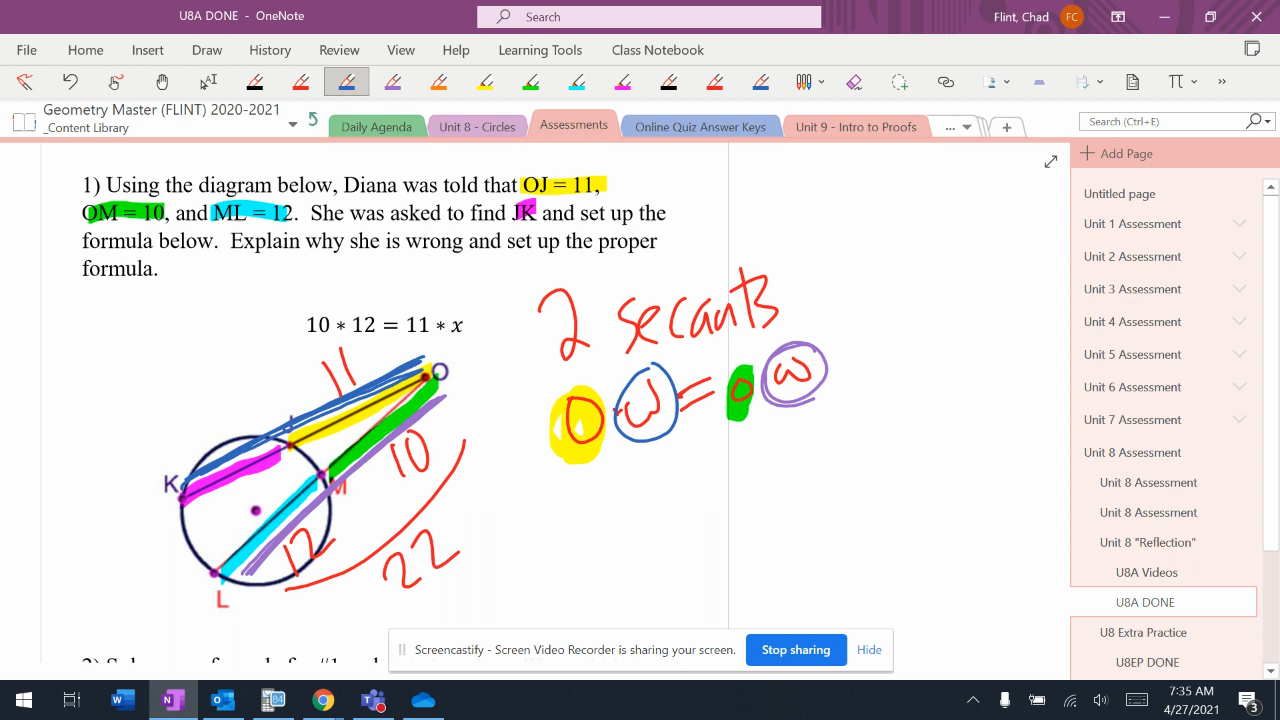 U8A DONE - OneNote
Search
Flint, Chad
FC
File Home Insert Draw History Review View Help Learning Tools Class Notebook
Geometry Master (FLINT) 2020-2021
_Content Library
Daily Agenda
Unit 8 - Circles
Assessments
Online Quiz Answer Keys
Unit 9 - Intro to Proofs
...
Search (Ctrl+E)
Add Page
1) Using the diagram below, Diana was told that OJ = 11,
OM = 10, and ML = 12. She was asked to find JK and set up the
formula below. Explain why she is wrong and set up the proper
formula.
10 * 12 = 11 * x
2 secants
O · W = O W
11
O
J
K
10
M
12
22
L
Untitled page
Unit 1 Assessment
Unit 2 Assessment
Unit 3 Assessment
Unit 4 Assessment
Unit 5 Assessment
Unit 6 Assessment
Unit 7 Assessment
Unit 8 Assessment
Unit 8 Assessment
Unit 8 Assessment
Unit 8 "Reflection"
U8A Videos
U8A DONE
U8 Extra Practice
U8EP DONE
Screencastify - Screen Video Recorder is sharing your screen.
Stop sharing
Hide
7:35 AM
4/27/2021
3